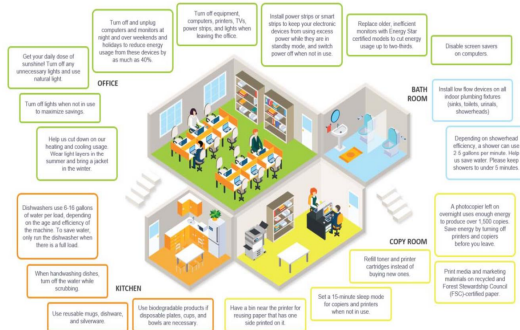 Turn off and unplug
computers and monitors at
night and over weekends and
holidays to reduce energy
usage from these devices by
as much as 40%.
Turn off equipment,
computers, printers, TVs,
power strips, and lights when
leaving the office.
Install power strips or smart
strips to keep your electronic
devices from using excess
power while they are in
standby mode, and switch
power off when not in use.
Replace older, inefficient
monitors with Energy Star
certified models to cut energy
usage up to two-thirds.
Disable screen savers
on computers.
Get your daily dose of
sunshine! Turn off any
unnecessary lights and use
natural light.
OFFICE
Turn off lights when not in use
to maximize savings.
Help us cut down on our
heating and cooling usage.
Wear light layers in the
summer and bring a jacket
in the winter.
BATH
ROOM
Install low flow devices on all
indoor plumbing fixtures
(sinks, toilets, urinals,
showerheads)
Depending on showerhead
efficiency, a shower can use
2-5 gallons per minute. Help
us save water. Please keep
showers to under 5 minutes.
Dishwashers use 6-16 gallons
of water per load, depending
on the age and efficiency of
the machine. To save water,
only run the dishwasher when
there is a full load.
When handwashing dishes,
turn off the water while
scrubbing.
KITCHEN
Use reusable mugs, dishware,
and silverware.
Use biodegradable products if
disposable plates, cups, and
bowls are necessary.
Have a bin near the printer for
reusing paper that has one
side printed on it.
Set a 15-minute sleep mode
for copiers and printers
when not in use.
Refill toner and printer
cartridges instead of
buying new ones.
COPY ROOM
A photocopier left on
overnight uses enough energy
to produce over 1,500 copies.
Save energy by turning off
printers and copiers
before you leave.
Print media and marketing
materials on recycled and
Forest Stewardship Council
(FSC)-certified paper.